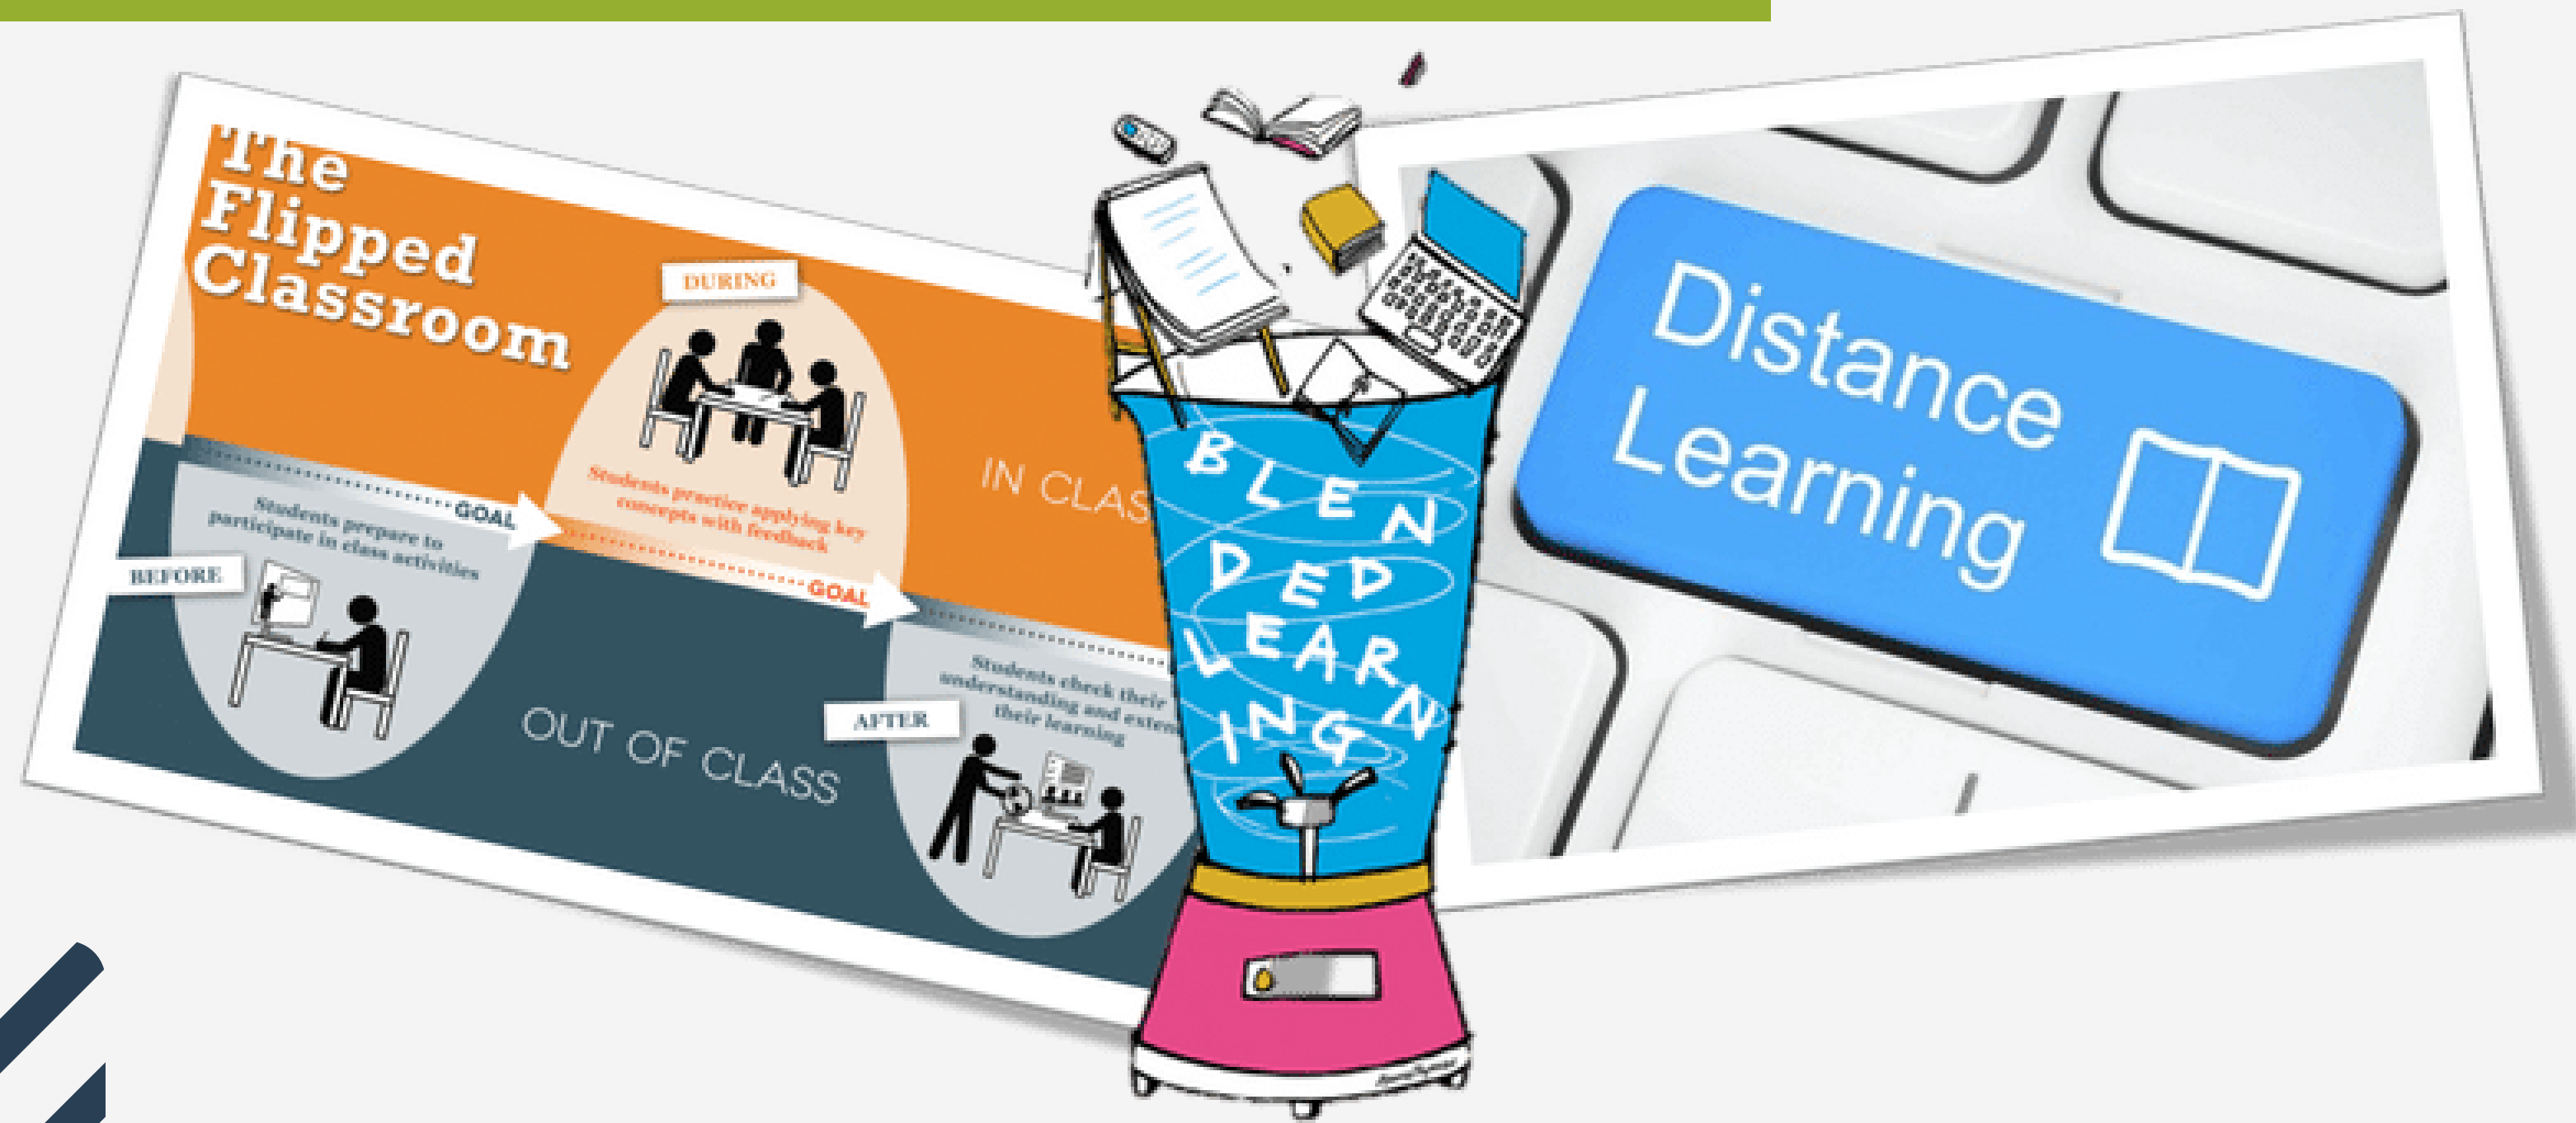 The
Flipped
Classroom
DURING
Students practice applying key
concepts with feedback
IN CLAS
GOAL
Students prepare to
participate in class activities
BEFORE
GOAL
OUT OF CLASS
Students check their
understanding and exten
their learning
AFTER
BLEN
DED
LEARN
ING
Distance
Learning